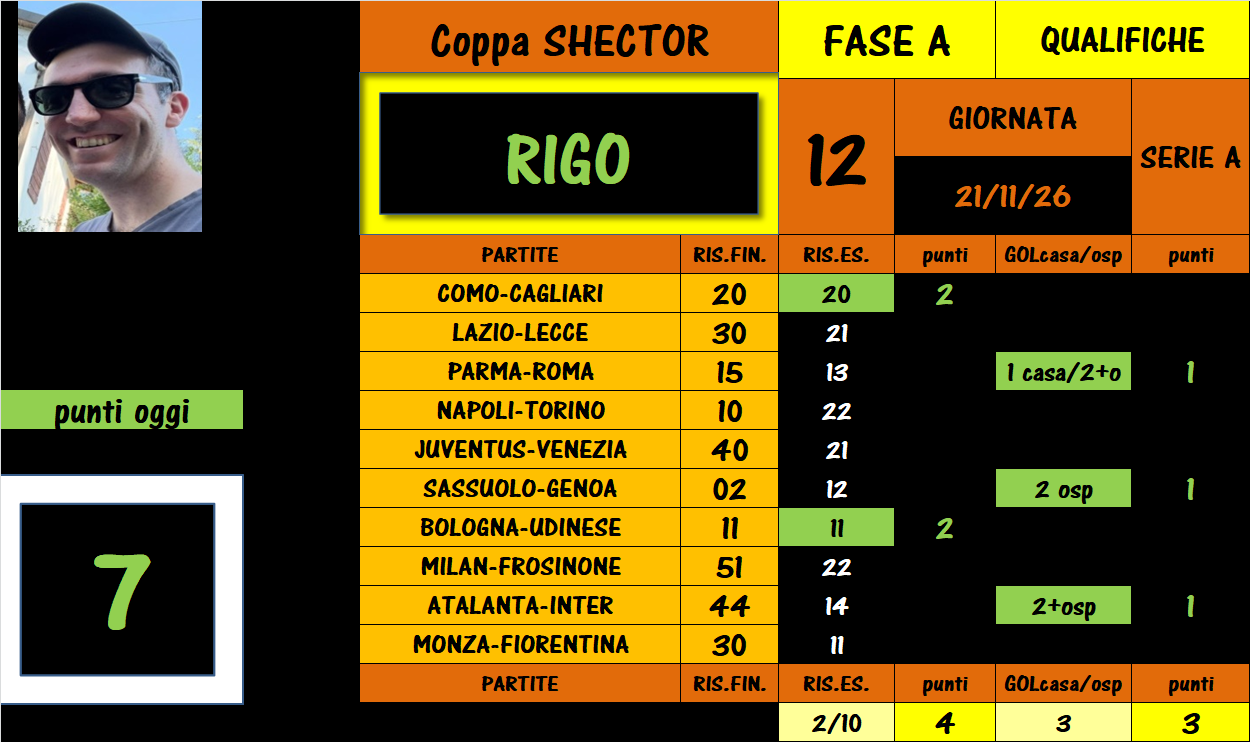 Coppa SHECTOR FASE A QUALIFICHE
RIGO 12 GIORNATA SERIE A
21/11/26
PARTITE RIS.FIN. RIS.ES. punti GOLcasa/osp punti
COMO-CAGLIARI 20 20 2
LAZIO-LECCE 30 21
PARMA-ROMA 15 13 1 casa/2+o 1
punti oggi
NAPOLI-TORINO 10 22
JUVENTUS-VENEZIA 40 21
SASSUOLO-GENOA 02 12 2 osp 1
BOLOGNA-UDINESE 11 11 2
7
MILAN-FROSINONE 51 22
ATALANTA-INTER 44 14 2+osp 1
MONZA-FIORENTINA 30 11
PARTITE RIS.FIN. RIS.ES. punti GOLcasa/osp punti
2/10 4 3 3